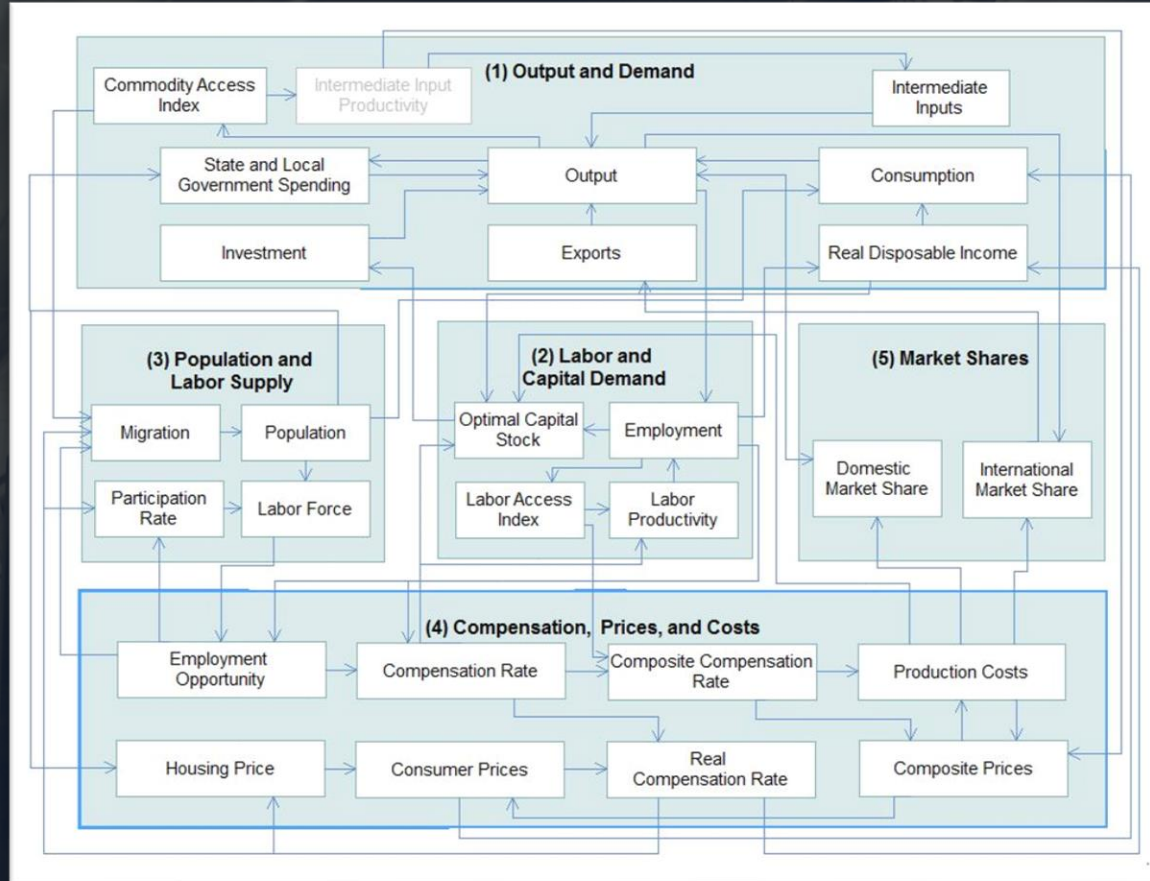 (1) Output and Demand
Commodity Access
Index
Intermediate Input
Productivity
Intermediate
Inputs
State and Local
Government Spending
Output
Consumption
Investment
Exports
Real Disposable Income
(3) Population and
Labor Supply
Migration
Population
Participation
Rate
Labor Force
(2) Labor and
Capital Demand
Optimal Capital
Stock
Employment
Labor Access
Index
Labor
Productivity
(5) Market Shares
Domestic
Market Share
International
Market Share
(4) Compensation, Prices, and Costs
Employment
Opportunity
Compensation Rate
Composite Compensation
Rate
Production Costs
Housing Price
Consumer Prices
Real
Compensation Rate
Composite Prices